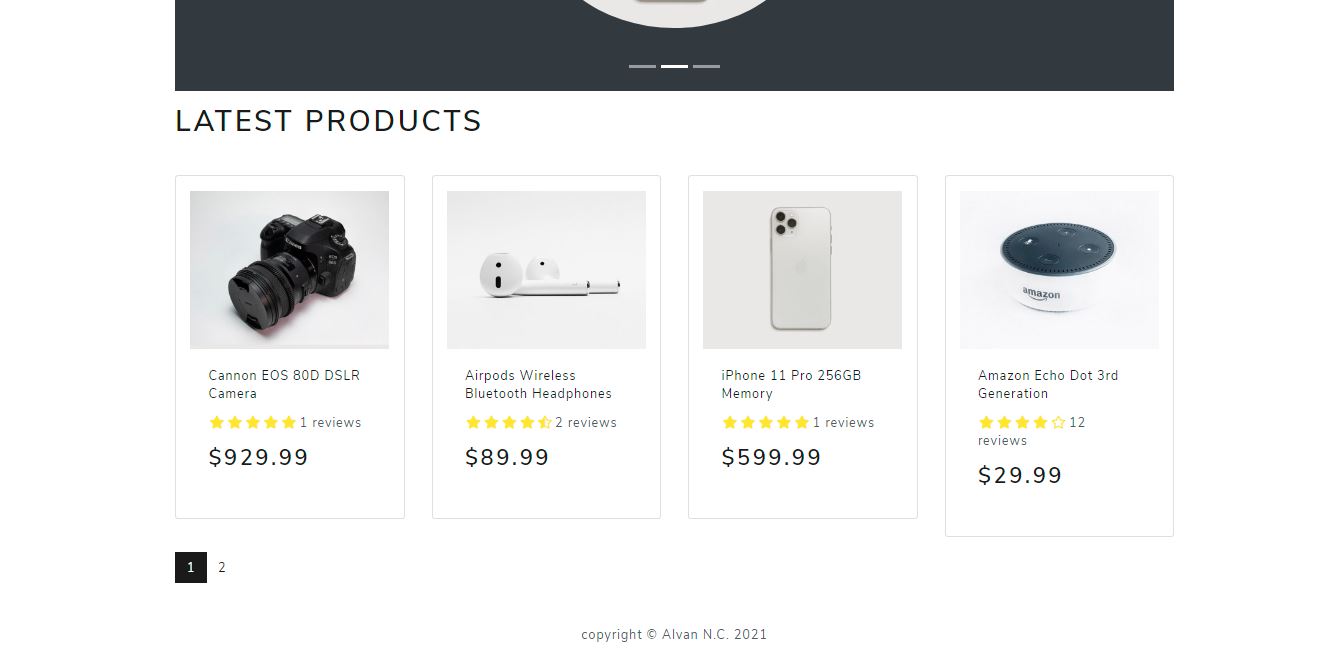 LATEST PRODUCTS
Canon
amazon
Cannon EOS 80D DSLR
Camera
1 reviews
$929.99
Airpods Wireless
Bluetooth Headphones
2 reviews
$89.99
iPhone 11 Pro 256GB
Memory
1 reviews
$599.99
Amazon Echo Dot 3rd
Generation
12
reviews
$29.99
1 2
copyright © Alvan N.C. 2021